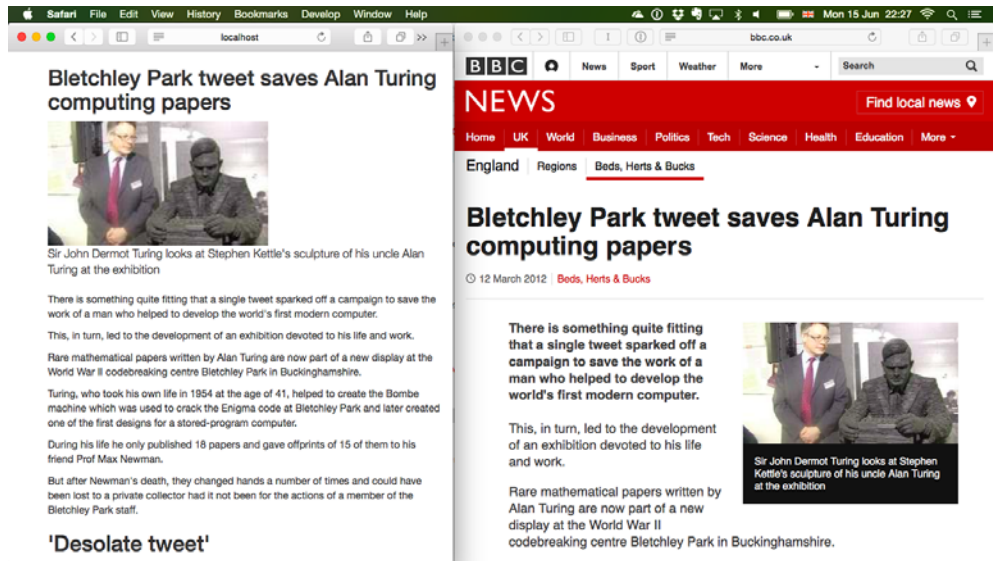 Safari File Edit View History Bookmarks Develop Window Help
Mon 15 Jun 22:27
localhost
Bletchley Park tweet saves Alan Turing
computing papers
Sir John Dermot Turing looks at Stephen Kettle's sculpture of his uncle Alan
Turing at the exhibition
There is something quite fitting that a single tweet sparked off a campaign to save the
work of a man who helped to develop the world's first modern computer.
This, in turn, led to the development of an exhibition devoted to his life and work.
Rare mathematical papers written by Alan Turing are now part of a new display at the
World War II codebreaking centre Bletchley Park in Buckinghamshire.
Turing, who took his own life in 1954 at the age of 41, helped to create the Bombe
machine which was used to crack the Enigma code at Bletchley Park and later created
one of the first designs for a stored-program computer.
During his life he only published 18 papers and gave offprints of 15 of them to his
friend Prof Max Newman.
But after Newman's death, they changed hands a number of times and could have
been lost to a private collector had it not been for the actions of a member of the
Bletchley Park staff.
'Desolate tweet'
bbc.co.uk
BBC News Sport Weather More Search
NEWS
Find local news
Home UK World Business Politics Tech Science Health Education More
England Regions Beds, Herts & Bucks
Bletchley Park tweet saves Alan Turing
computing papers
12 March 2012 Beds, Herts & Bucks
There is something quite fitting
that a single tweet sparked off a
campaign to save the work of a
man who helped to develop the
world's first modern computer.
This, in turn, led to the development
of an exhibition devoted to his life
and work.
Sir John Dermot Turing looks at Stephen
Kettle's sculpture of his uncle Alan Turing
at the exhibition
Rare mathematical papers written by
Alan Turing are now part of a new
display at the World War II
codebreaking centre Bletchley Park in Buckinghamshire.